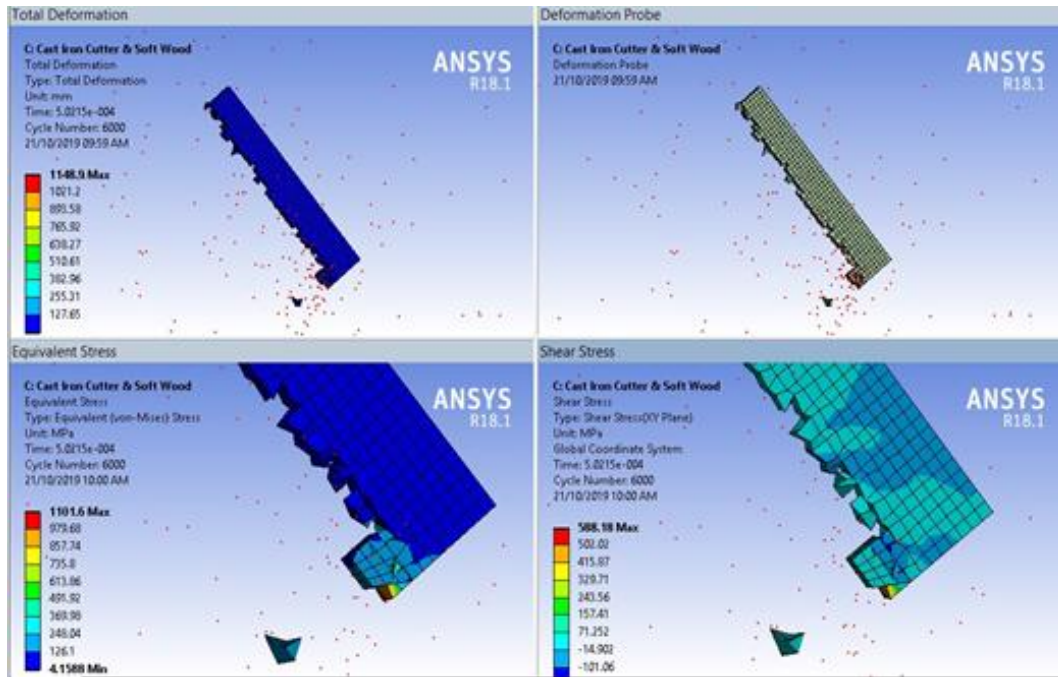 Total Deformation
C: Cast Iron Cutter & Soft Wood
Total Deformation
Type: Total Deformation
Unit: mm
Time: 5.0215e-004
Cycle Number: 6000
21/10/2019 09:59 AM
ANSYS
R18.1
1148.9 Max
1021.2
893.58
765.92
638.27
510.61
382.96
255.31
127.65
Deformation Probe
C: Cast Iron Cutter & Soft Wood
Deformation Probe
21/10/2019 09:59 AM
ANSYS
R18.1
Equivalent Stress
C: Cast Iron Cutter & Soft Wood
Equivalent Stress
Type: Equivalent (von-Mises) Stress
Unit: MPa
Time: 5.0215e-004
Cycle Number: 6000
21/10/2019 10:00 AM
ANSYS
R18.1
1101.6 Max
979.68
857.74
735.8
613.86
491.92
369.98
248.04
126.1
4.1588 Min
Shear Stress
C: Cast Iron Cutter & Soft Wood
Shear Stress
Type: Shear Stress(XY Plane)
Unit: MPa
Global Coordinate System
Time: 5.0215e-004
Cycle Number: 6000
21/10/2019 10:00 AM
ANSYS
R18.1
588.18 Max
502.02
415.87
329.71
243.56
157.41
71.252
-14.902
-101.06